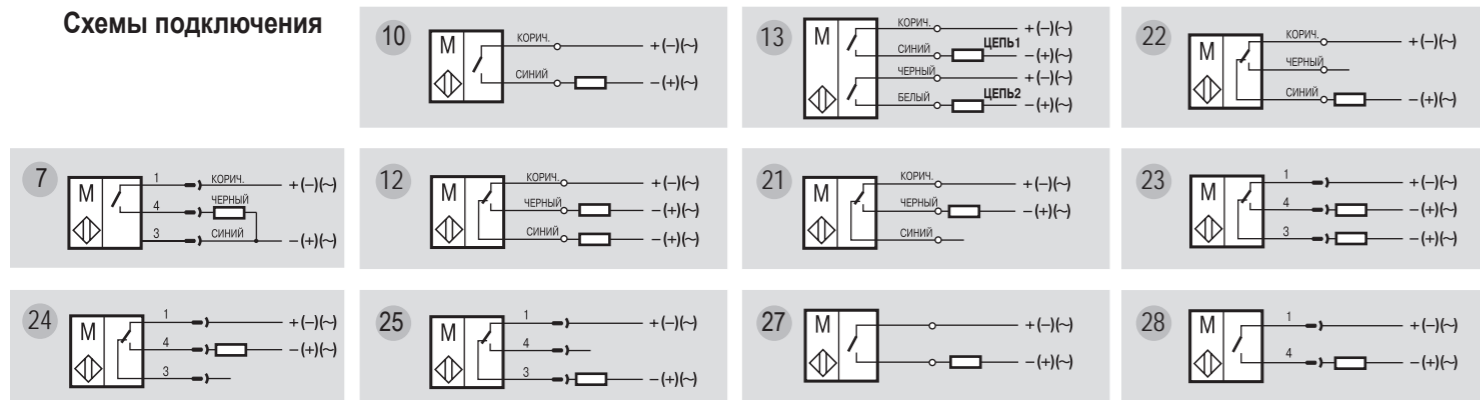 Схемы подключения
10
M
КОРИЧ.
+(–)(~)
СИНИЙ
–(+)(~)
13
M
КОРИЧ.
+(–)(~)
СИНИЙ
ЦЕПЬ1
–(+)(~)
ЧЕРНЫЙ
+(–)(~)
БЕЛЫЙ
ЦЕПЬ2
–(+)(~)
22
M
КОРИЧ.
+(–)(~)
ЧЕРНЫЙ
СИНИЙ
–(+)(~)
7
M
1
КОРИЧ.
+(–)(~)
4
ЧЕРНЫЙ
3
СИНИЙ
–(+)(~)
12
M
КОРИЧ.
+(–)(~)
ЧЕРНЫЙ
–(+)(~)
СИНИЙ
–(+)(~)
21
M
КОРИЧ.
+(–)(~)
ЧЕРНЫЙ
–(+)(~)
СИНИЙ
23
M
1
+(–)(~)
4
–(+)(~)
3
–(+)(~)
24
M
1
+(–)(~)
4
–(+)(~)
3
25
M
1
+(–)(~)
4
3
–(+)(~)
27
M
+(–)(~)
–(+)(~)
28
M
1
+(–)(~)
4
–(+)(~)